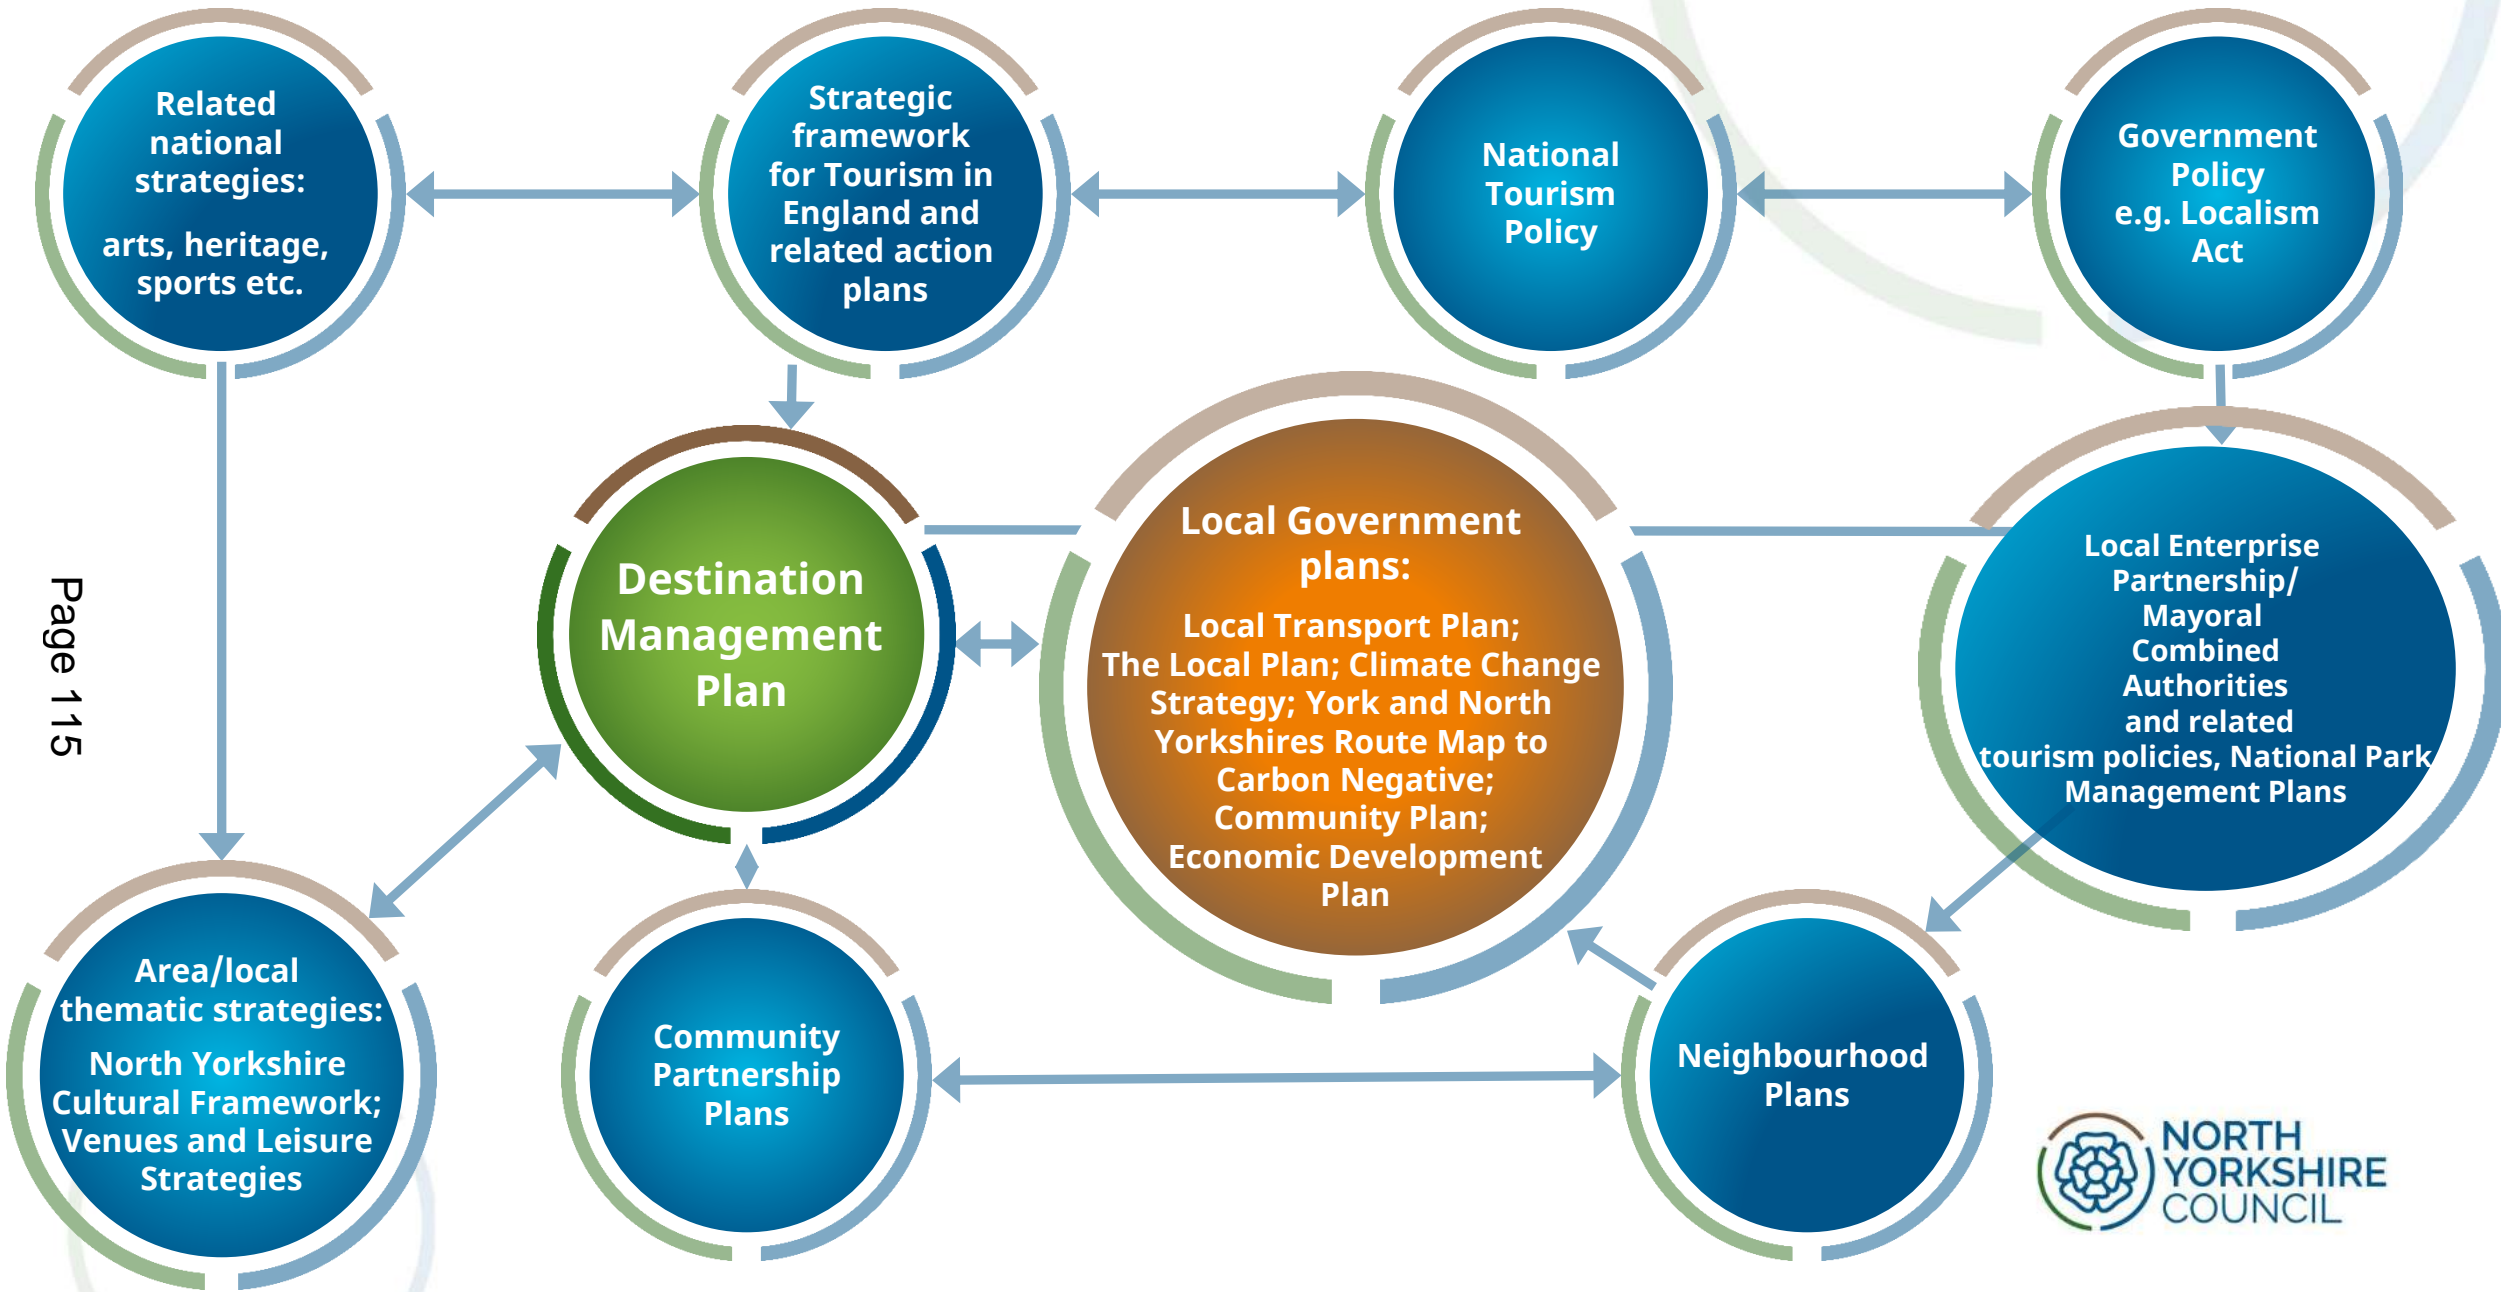 Related
national
strategies:
arts, heritage,
sports etc.
Strategic
framework
for Tourism in
England and
related action
plans
National
Tourism
Policy
Government
Policy
e.g. Localism
Act
Destination
Management
Plan
Local Government
plans:
Local Transport Plan;
The Local Plan; Climate Change
Strategy; York and North
Yorkshires Route Map to
Carbon Negative;
Community Plan;
Economic Development
Plan
Local Enterprise
Partnership/
Mayoral
Combined
Authorities
and related
tourism policies, National Park
Management Plans
Page 115
Area/local
thematic strategies:
North Yorkshire
Cultural Framework;
Venues and Leisure
Strategies
Community
Partnership
Plans
Neighbourhood
Plans
NORTH
YORKSHIRE
COUNCIL